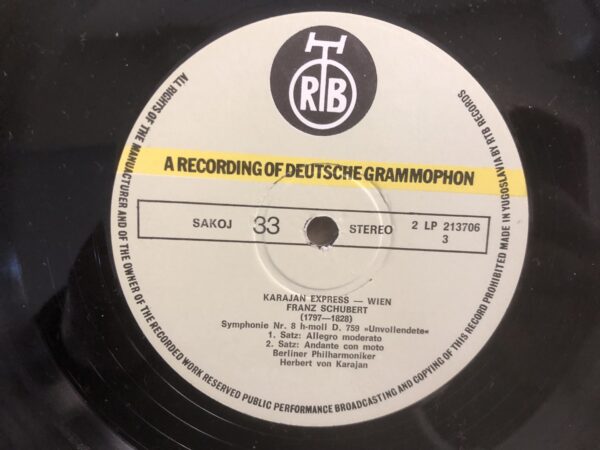 RTB
ALL RIGHTS OF THE MANUACTURER AND OF THE OWNER OF THE RECORDED WORK RESERVED PUBLIC PERFORMANCE BROADCASTING AND COPYING OF THIS RECORD PROHIBITED MADE IN YUGOSLAVIA BY RTB RECORDS
A RECORDING OF DEUTSCHE GRAMMOPHON
SAKOJ 33 STEREO 2 LP 213706
3
KARAJAN EXPRESS — WIEN
FRANZ SCHUBERT
(1797—1828)
Symphonie Nr. 8 h-moll D. 759 »Unvollendete«
1. Satz: Allegro moderato
2. Satz: Andante con moto
Berliner Philharmoniker
Herbert von Karajan